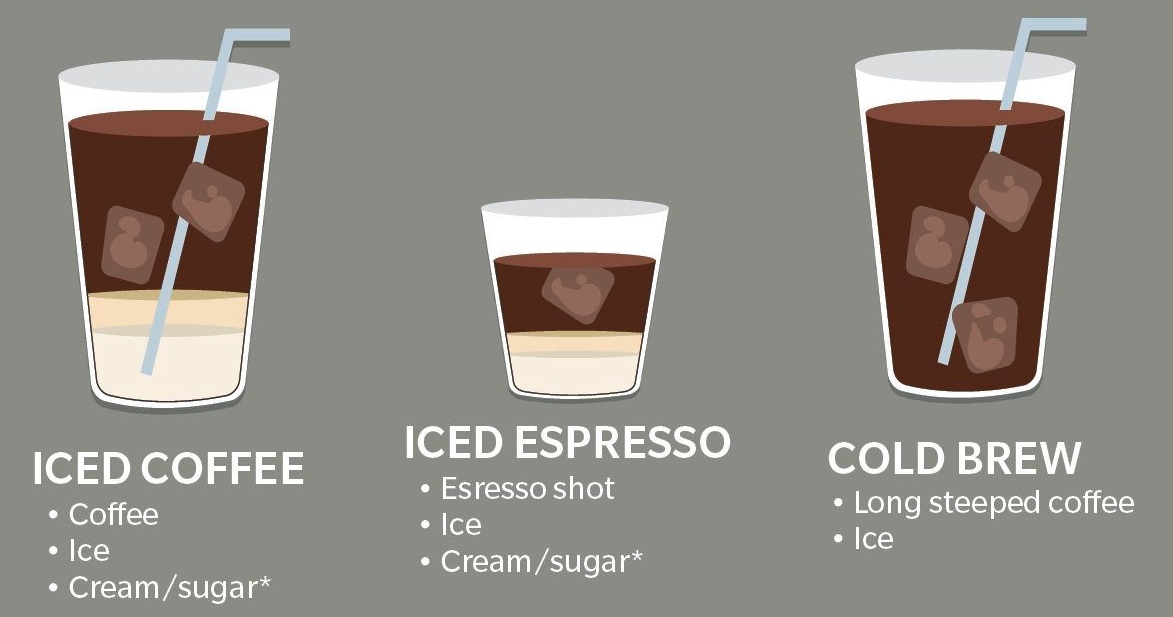 ICED COFFEE
• Coffee
• Ice
• Cream/sugar*
ICED ESPRESSO
• Esresso shot
• Ice
• Cream/sugar*
COLD BREW
• Long steeped coffee
• Ice